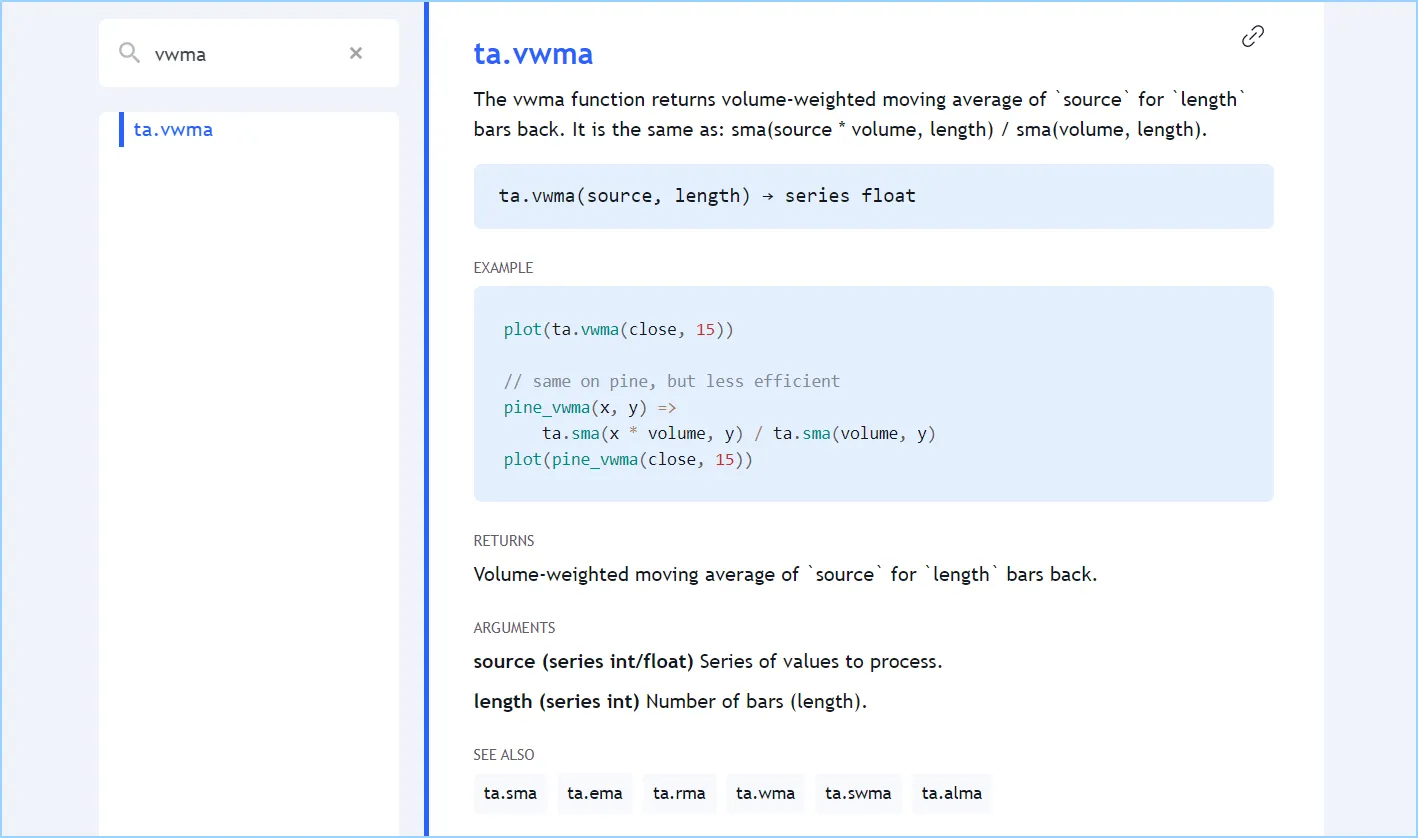 vwma ✕
ta.vwma
ta.vwma
The vwma function returns volume-weighted moving average of `source` for `length`
bars back. It is the same as: sma(source * volume, length) / sma(volume, length).
ta.vwma(source, length) → series float
EXAMPLE
plot(ta.vwma(close, 15))
// same on pine, but less efficient
pine_vwma(x, y) =>
    ta.sma(x * volume, y) / ta.sma(volume, y)
plot(pine_vwma(close, 15))
RETURNS
Volume-weighted moving average of `source` for `length` bars back.
ARGUMENTS
source (series int/float) Series of values to process.
length (series int) Number of bars (length).
SEE ALSO
ta.sma ta.ema ta.rma ta.wma ta.swma ta.alma